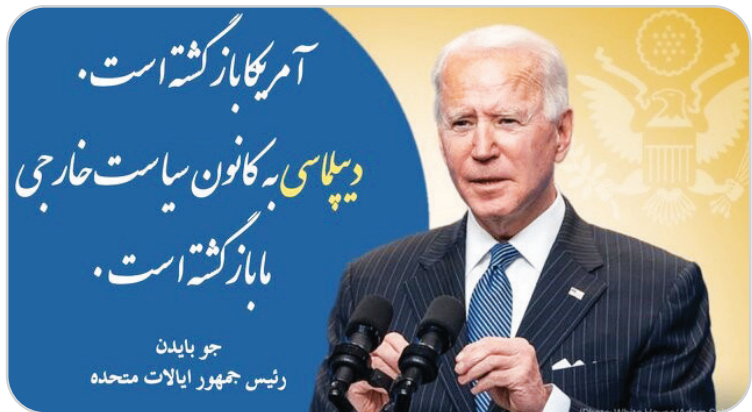 آمریکا بازگشته است.
دیپلماسی به کانون سیاست خارجی
ما بازگشته است.
جو بایدن
رئیس جمهور ایالات متحده